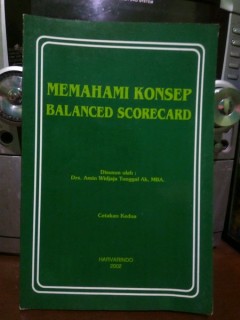 MEMAHAMI KONSEP
BALANCED SCORECARD
Disusun oleh :
Drs. Amin Widjaja Tunggal Ak. MBA.
Cetakan Kedua
HARVARINDO
2002